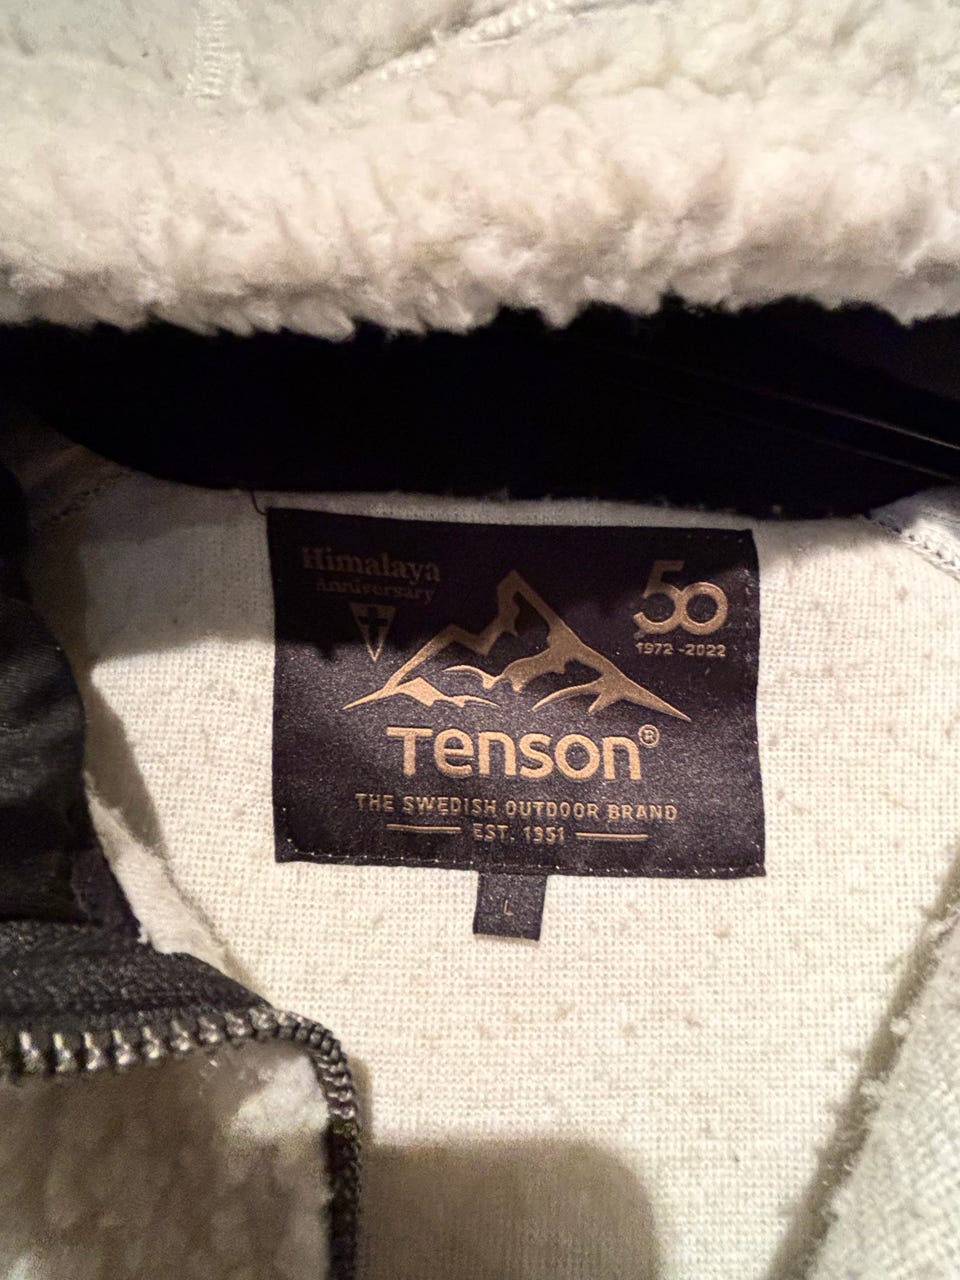 Himalaya
Anniversary
50
1972 -2022
Tenson®
THE SWEDISH OUTDOOR BRAND
EST. 1951
L